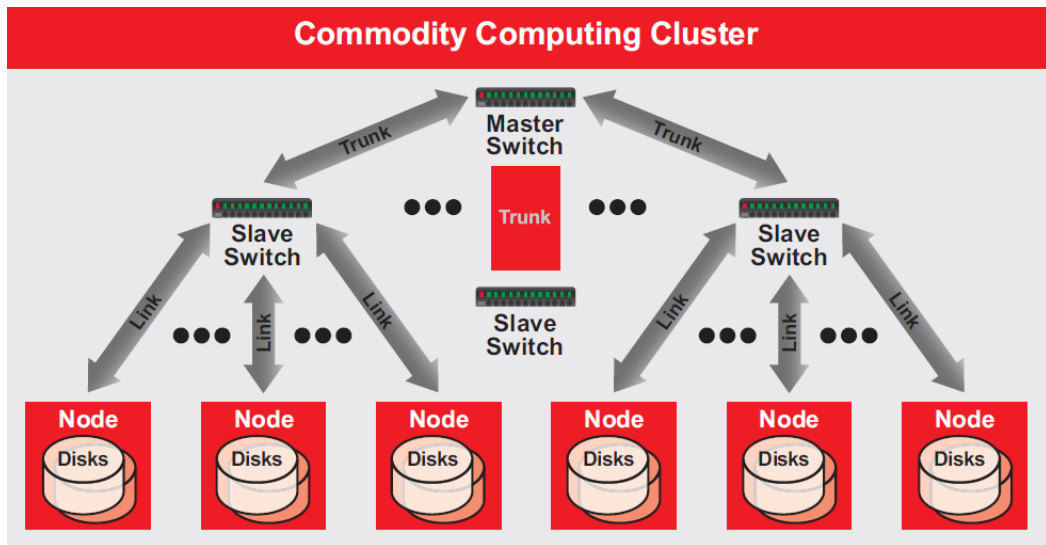 Commodity Computing Cluster
Master
Switch
Trunk
Trunk
Trunk
Slave
Switch
Slave
Switch
Slave
Switch
Link
Link
Link
Link
Link
Link
Node
Node
Node
Node
Node
Node
Disks
Disks
Disks
Disks
Disks
Disks